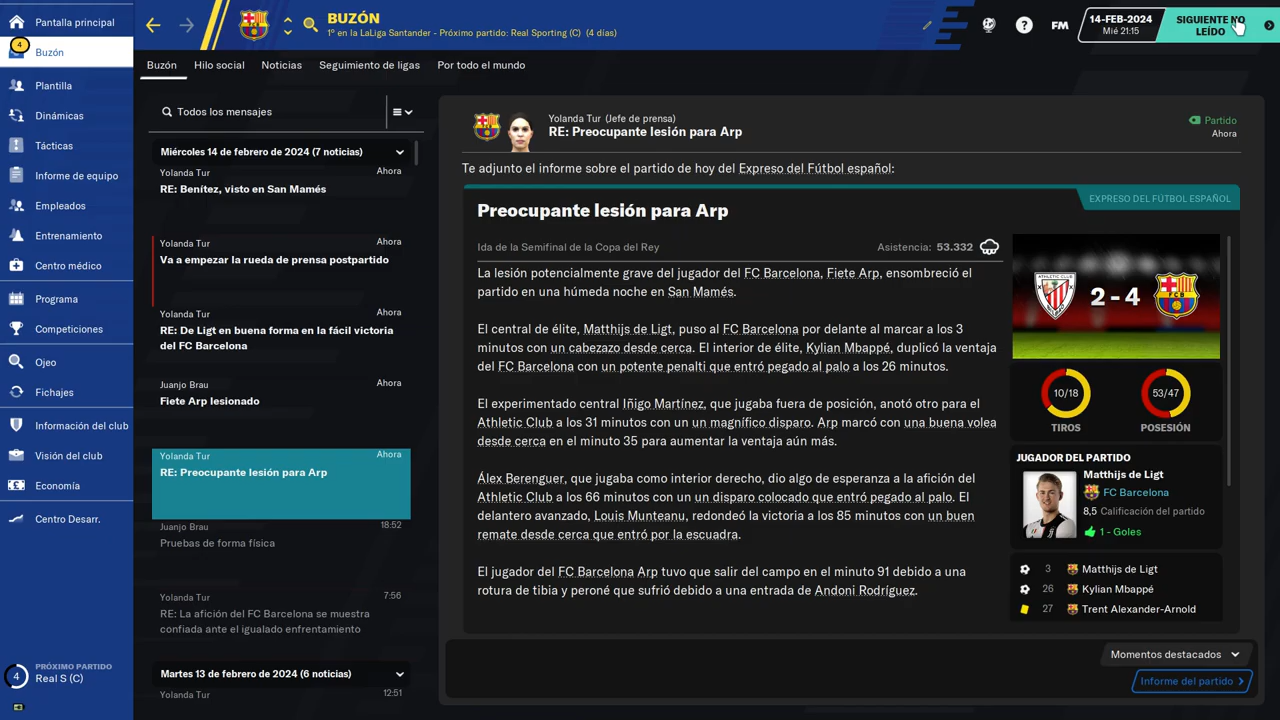 Pantalla principal
4
Buzón
Plantilla
Dinámicas
Tácticas
Informe de equipo
Empleados
Entrenamiento
Centro médico
Programa
Competiciones
Ojeo
Fichajes
Información del club
Visión del club
Economía
Centro Desarr.
4
PRÓXIMO PARTIDO
Real S (C)
BUZÓN
1º en la LaLiga Santander - Próximo partido: Real Sporting (C) (4 días)
?
FM
14-FEB-2024
Mié 21:15
SIGUIENTE NO
LEÍDO
Buzón
Hilo social
Noticias
Seguimiento de ligas
Por todo el mundo
Todos los mensajes
Miércoles 14 de febrero de 2024 (7 noticias)
Yolanda Tur
Ahora
RE: Benítez, visto en San Mamés
Yolanda Tur
Ahora
Va a empezar la rueda de prensa postpartido
Yolanda Tur
Ahora
RE: De Ligt en buena forma en la fácil victoria
del FC Barcelona
Juanjo Brau
Ahora
Fiete Arp lesionado
Yolanda Tur
Ahora
RE: Preocupante lesión para Arp
Juanjo Brau
18:52
Pruebas de forma física
Yolanda Tur
7:56
RE: La afición del FC Barcelona se muestra
confiada ante el igualado enfrentamiento
Martes 13 de febrero de 2024 (6 noticias)
Yolanda Tur
12:51
Yolanda Tur (Jefe de prensa)
RE: Preocupante lesión para Arp
Partido
Ahora
Te adjunto el informe sobre el partido de hoy del Expreso del Fútbol español:
EXPRESO DEL FÚTBOL ESPAÑOL
Preocupante lesión para Arp
Ida de la Semifinal de la Copa del Rey
Asistencia: 53.332
La lesión potencialmente grave del jugador del FC Barcelona, Fiete Arp, ensombreció el
partido en una húmeda noche en San Mamés.
El central de élite, Matthijs de Ligt, puso al FC Barcelona por delante al marcar a los 3
minutos con un cabezazo desde cerca. El interior de élite, Kylian Mbappé, duplicó la ventaja
del FC Barcelona con un potente penalti que entró pegado al palo a los 26 minutos.
El experimentado central Iñigo Martínez, que jugaba fuera de posición, anotó otro para el
Athletic Club a los 31 minutos con un un magnífico disparo. Arp marcó con una buena volea
desde cerca en el minuto 35 para aumentar la ventaja aún más.
Álex Berenguer, que jugaba como interior derecho, dio algo de esperanza a la afición del
Athletic Club a los 66 minutos con un un disparo colocado que entró pegado al palo. El
delantero avanzado, Louis Munteanu, redondeó la victoria a los 85 minutos con un buen
remate desde cerca que entró por la escuadra.
El jugador del FC Barcelona Arp tuvo que salir del campo en el minuto 91 debido a una
rotura de tibia y peroné que sufrió debido a una entrada de Andoni Rodríguez.
2 - 4
10/18
TIROS
53/47
POSESIÓN
JUGADOR DEL PARTIDO
Matthijs de Ligt
FC Barcelona
8,5 Calificación del partido
1 - Goles
3 Matthijs de Ligt
26 Kylian Mbappé
27 Trent Alexander-Arnold
Momentos destacados
Informe del partido